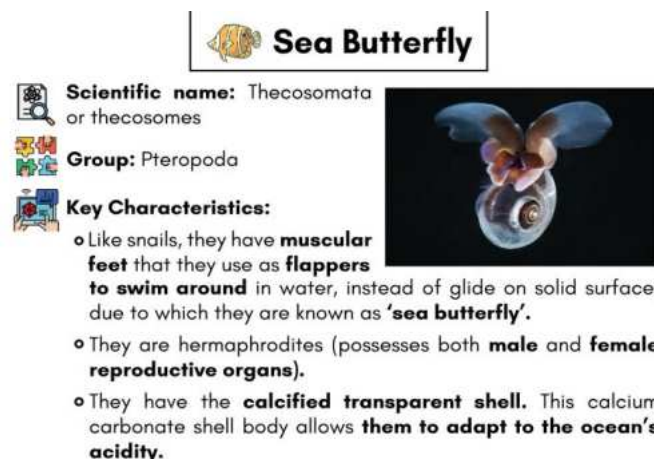 Sea Butterfly
Scientific name: Thecosomata
or thecosomes
Group: Pteropoda
Key Characteristics:
Like snails, they have muscular
feet that they use as flappers
to swim around in water, instead of glide on solid surface
due to which they are known as ‘sea butterfly’.
They are hermaphrodites (possesses both male and female
reproductive organs).
They have the calcified transparent shell. This calcium
carbonate shell body allows them to adapt to the ocean’s
acidity.